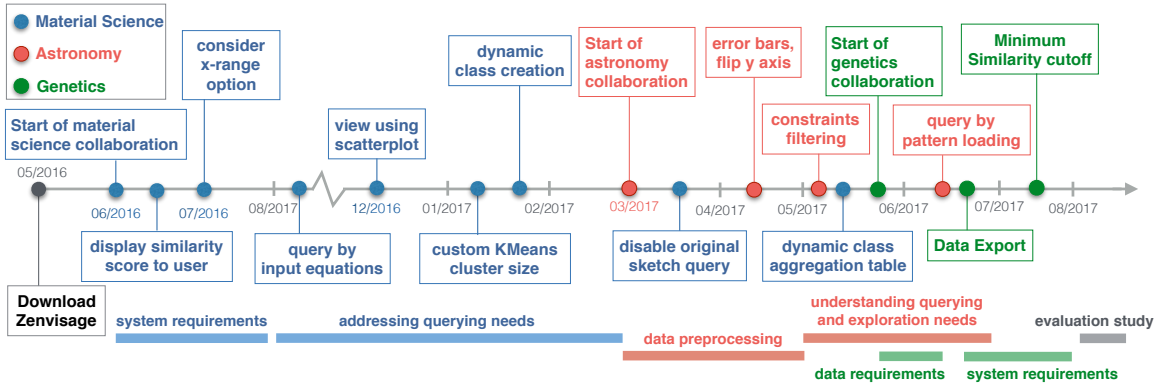 Material Science
Astronomy
Genetics
consider
x-range
option
dynamic
class creation
Start of
astronomy
collaboration
error bars,
flip y axis
Start of
genetics
collaboration
Minimum
Similarity cutoff
Start of material
science collaboration
view using
scatterplot
constraints
filtering
query by
pattern loading
05/2016
06/2016
07/2016
08/2017
12/2016
01/2017
02/2017
03/2017
04/2017
05/2017
06/2017
07/2017
08/2017
display similarity
score to user
query by
input equations
custom KMeans
cluster size
disable original
sketch query
dynamic class
aggregation table
Data Export
Download
Zenvisage
system requirements
addressing querying needs
data preprocessing
understanding querying
and exploration needs
evaluation study
data requirements
system requirements